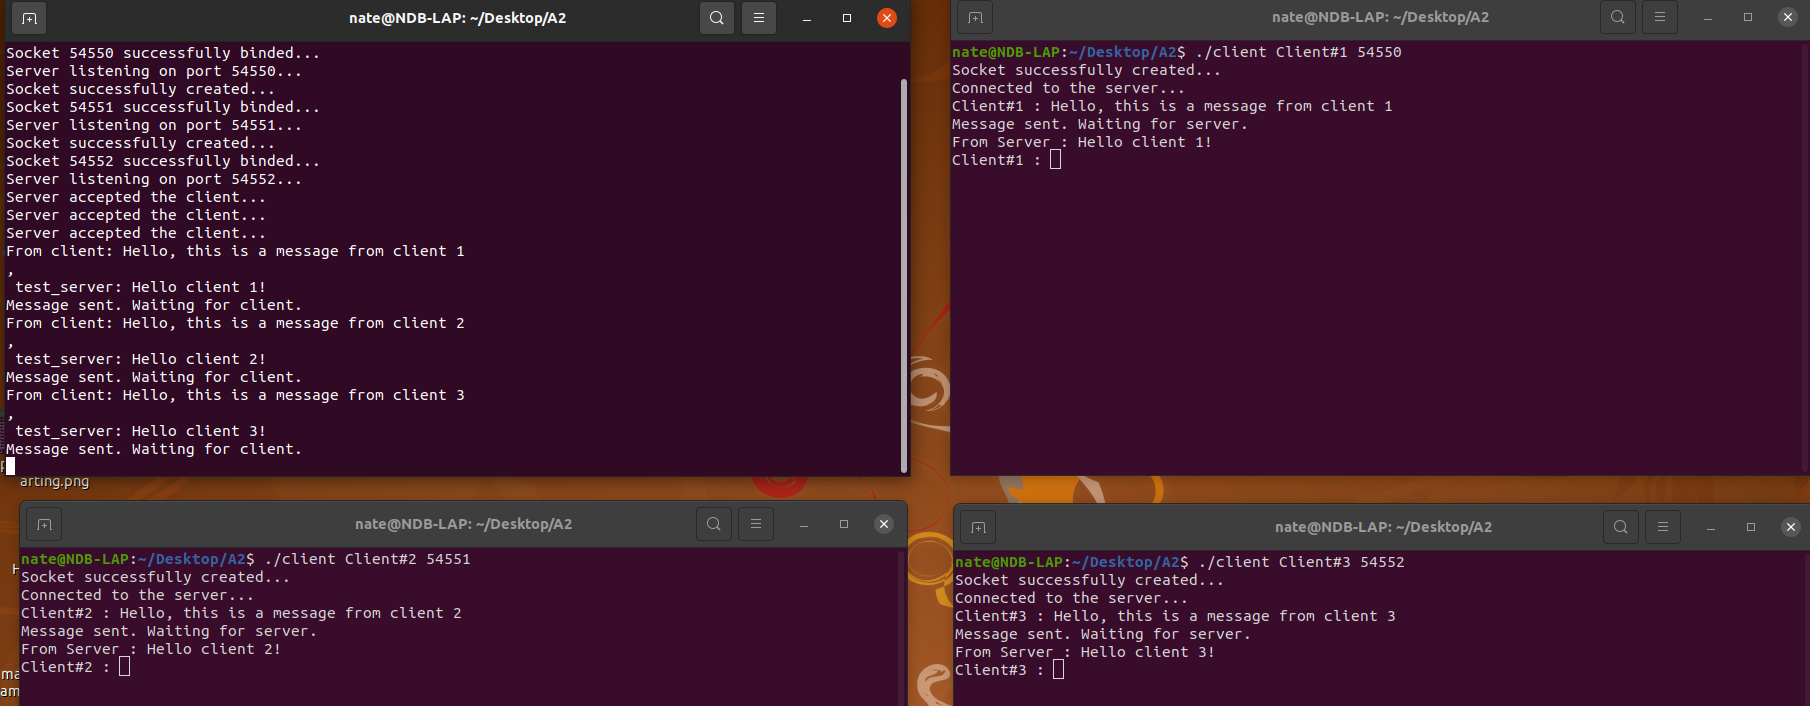 nate@NDB-LAP: ~/Desktop/A2
Socket 54550 successfully binded...
Server listening on port 54550...
Socket successfully created...
Socket 54551 successfully binded...
Server listening on port 54551...
Socket successfully created...
Socket 54552 successfully binded...
Server listening on port 54552...
Server accepted the client...
Server accepted the client...
Server accepted the client...
From client: Hello, this is a message from client 1
,
test_server: Hello client 1!
Message sent. Waiting for client.
From client: Hello, this is a message from client 2
,
test_server: Hello client 2!
Message sent. Waiting for client.
From client: Hello, this is a message from client 3
,
test_server: Hello client 3!
Message sent. Waiting for client.
arting.png
nate@NDB-LAP: ~/Desktop/A2
nate@NDB-LAP:~/Desktop/A2$ ./client Client#1 54550
Socket successfully created...
Connected to the server...
Client#1 : Hello, this is a message from client 1
Message sent. Waiting for server.
From Server : Hello client 1!
Client#1 :
nate@NDB-LAP: ~/Desktop/A2
nate@NDB-LAP:~/Desktop/A2$ ./client Client#2 54551
Socket successfully created...
Connected to the server...
Client#2 : Hello, this is a message from client 2
Message sent. Waiting for server.
From Server : Hello client 2!
Client#2 :
H
ma
am
nate@NDB-LAP: ~/Desktop/A2
nate@NDB-LAP:~/Desktop/A2$ ./client Client#3 54552
Socket successfully created...
Connected to the server...
Client#3 : Hello, this is a message from client 3
Message sent. Waiting for server.
From Server : Hello client 3!
Client#3 :